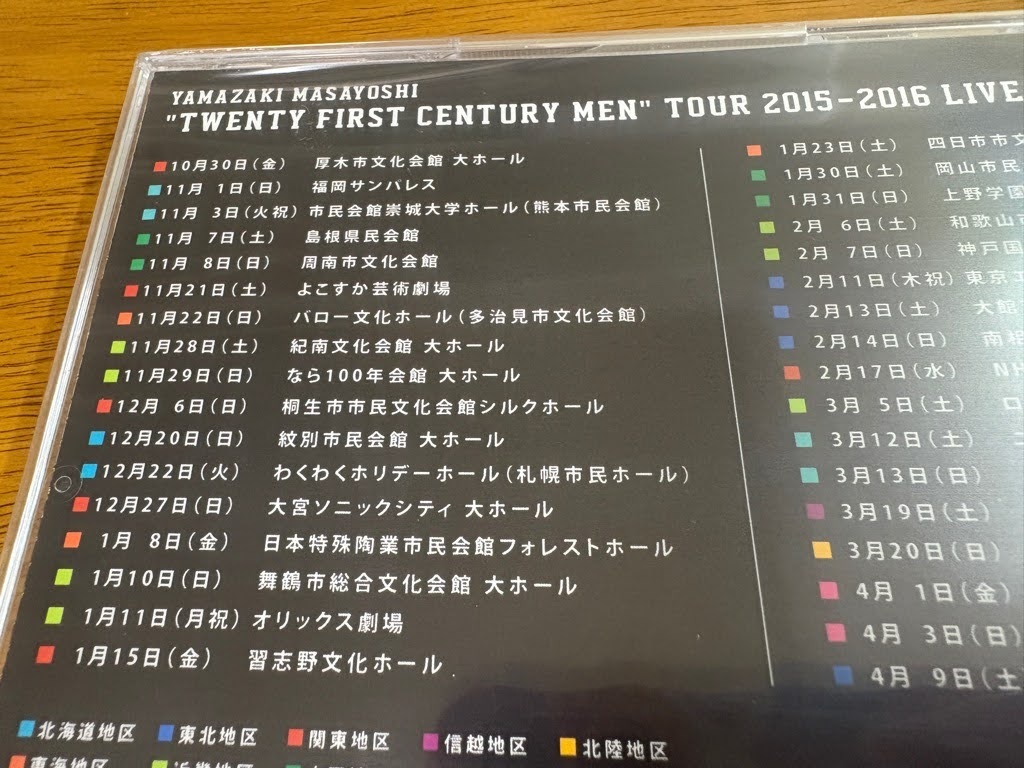 YAMAZAKI MASAYOSHI
"TWENTY FIRST CENTURY MEN" TOUR 2015-2016 LIVE
10月30日(金) 厚木市文化会館 大ホール
11月 1日(日) 福岡サンパレス
11月 3日(火祝) 市民会館崇城大学ホール(熊本市民会館)
11月 7日(土) 島根県民会館
11月 8日(日) 周南市文化会館
11月21日(土) よこすか芸術劇場
11月22日(日) バロー文化ホール(多治見市文化会館)
11月28日(土) 紀南文化会館 大ホール
11月29日(日) なら100年会館 大ホール
12月 6日(日) 桐生市市民文化会館シルクホール
12月20日(日) 紋別市民会館 大ホール
12月22日(火) わくわくホリデーホール(札幌市民ホール)
12月27日(日) 大宮ソニックシティ 大ホール
1月 8日(金) 日本特殊陶業市民会館フォレストホール
1月10日(日) 舞鶴市総合文化会館 大ホール
1月11日(月祝) オリックス劇場
1月15日(金) 習志野文化ホール
1月23日(土) 四日市市文
1月30日(土) 岡山市民
1月31日(日) 上野学園
2月 6日(土) 和歌山市
2月 7日(日) 神戸国
2月11日(木祝) 東京
2月13日(土) 大館
2月14日(日) 南相
2月17日(水) NH
3月 5日(土) ロ
3月12日(土)
3月13日(日)
3月19日(土)
3月20日(日)
4月 1日(金)
4月 3日(日)
4月 9日(土
北海道地区 東北地区 関東地区 信越地区 北陸地区
東海地区 近畿地区